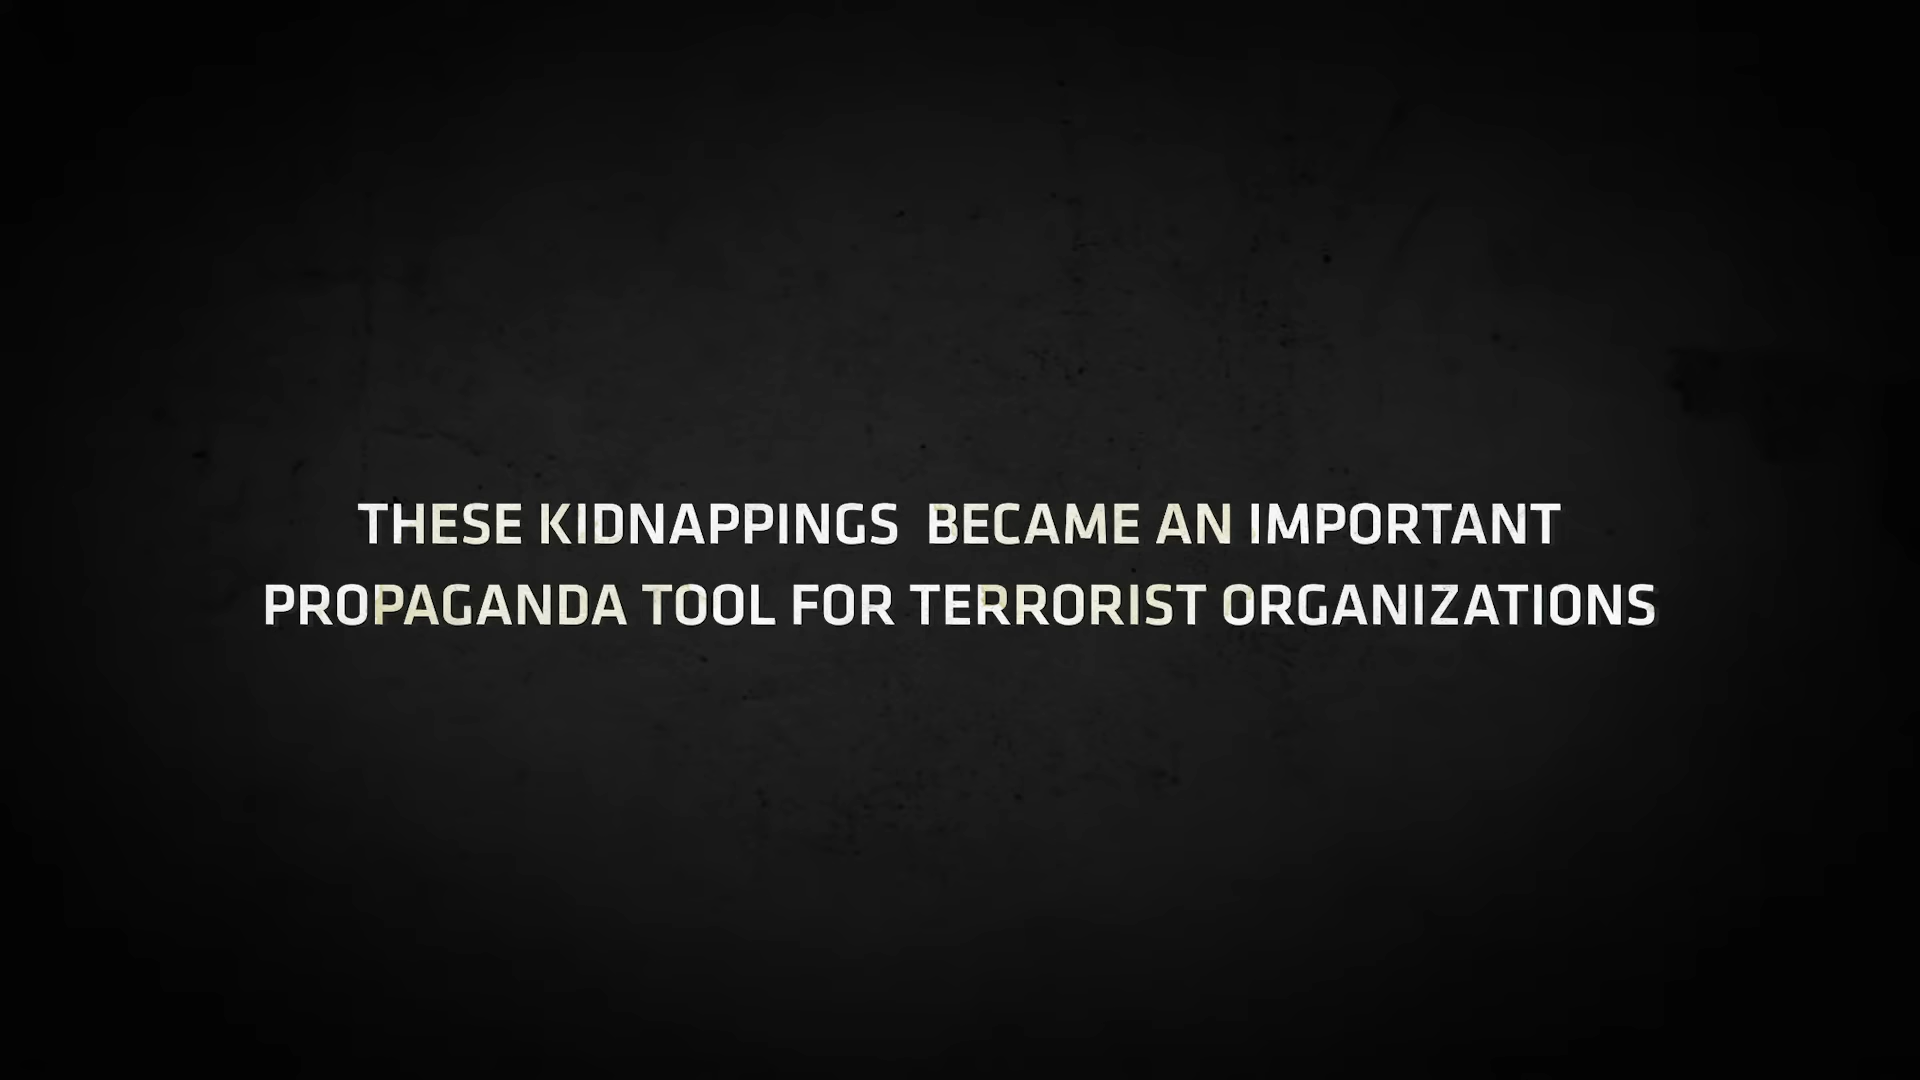 THESE KIDNAPPINGS  BECAME AN IMPORTANT
PROPAGANDA TOOL FOR TERRORIST ORGANIZATIONS